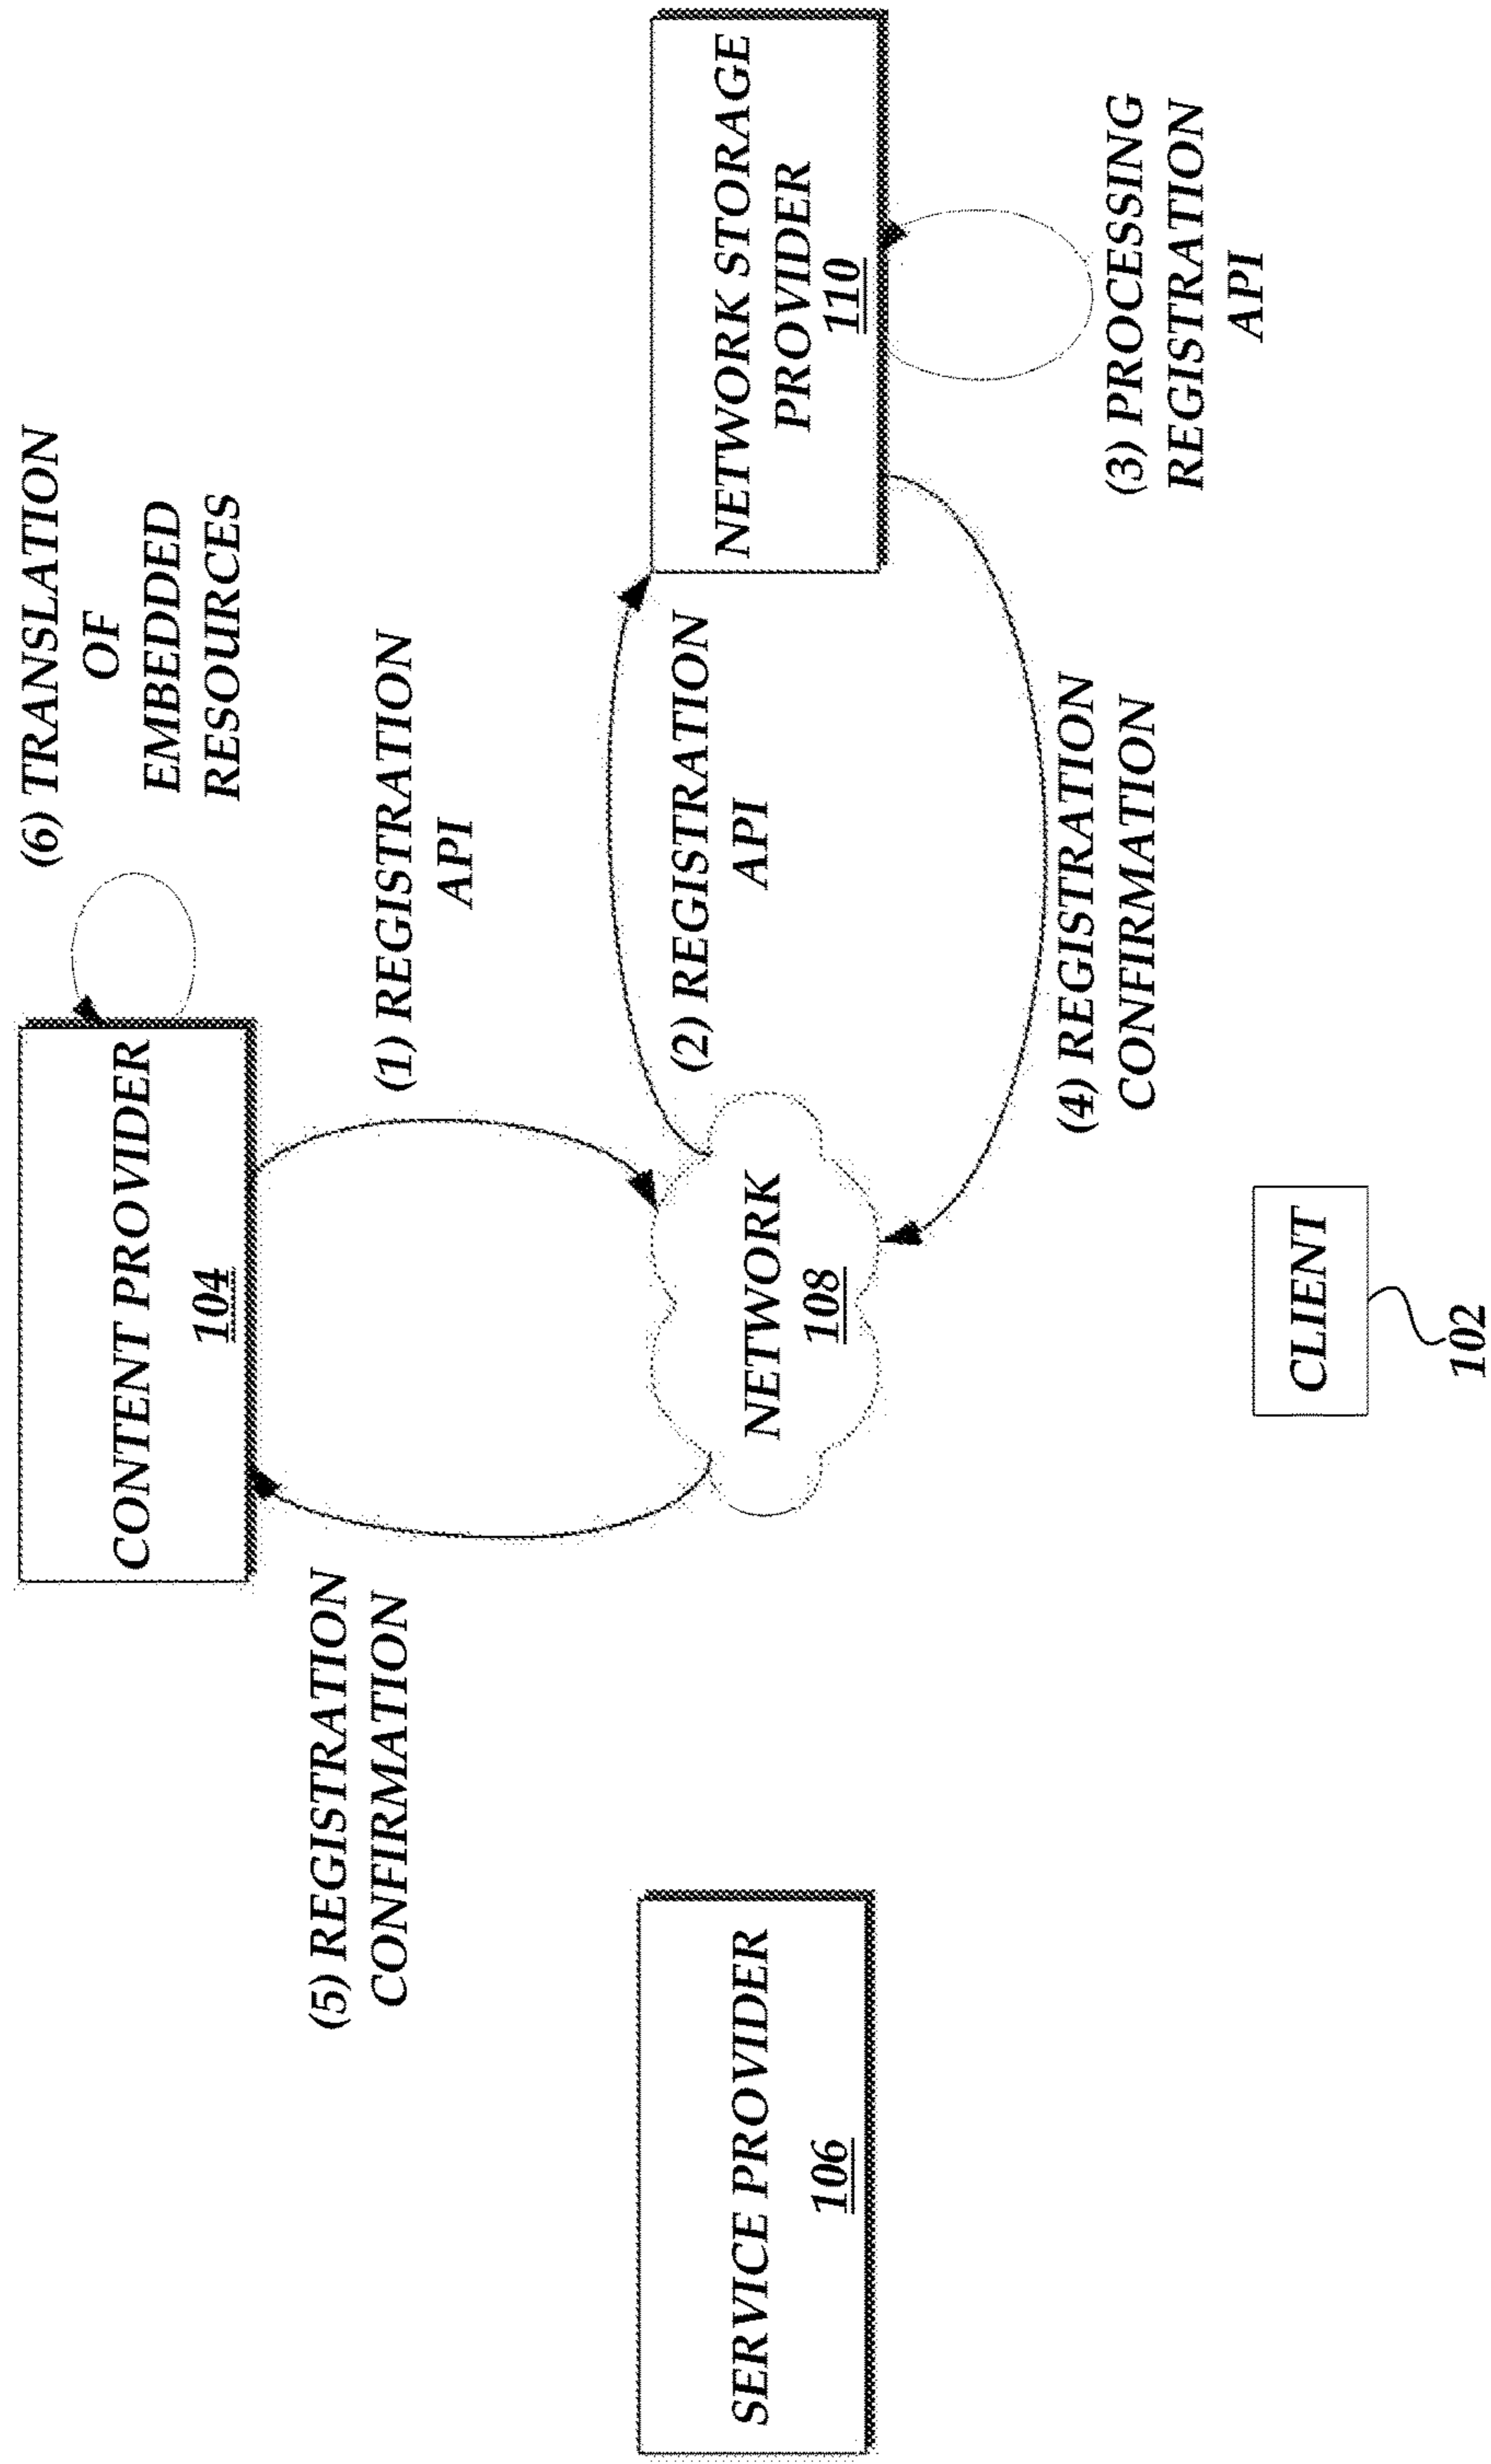 (6) TRANSLATION
OF
EMBEDDED
RESOURCES
CONTENT PROVIDER
104
(1) REGISTRATION
API
(5) REGISTRATION
CONFIRMATION
SERVICE PROVIDER
106
NETWORK
108
(2) REGISTRATION
API
NETWORK STORAGE
PROVIDER
110
(4) REGISTRATION
CONFIRMATION
(3) PROCESSING
REGISTRATION
API
CLIENT
102